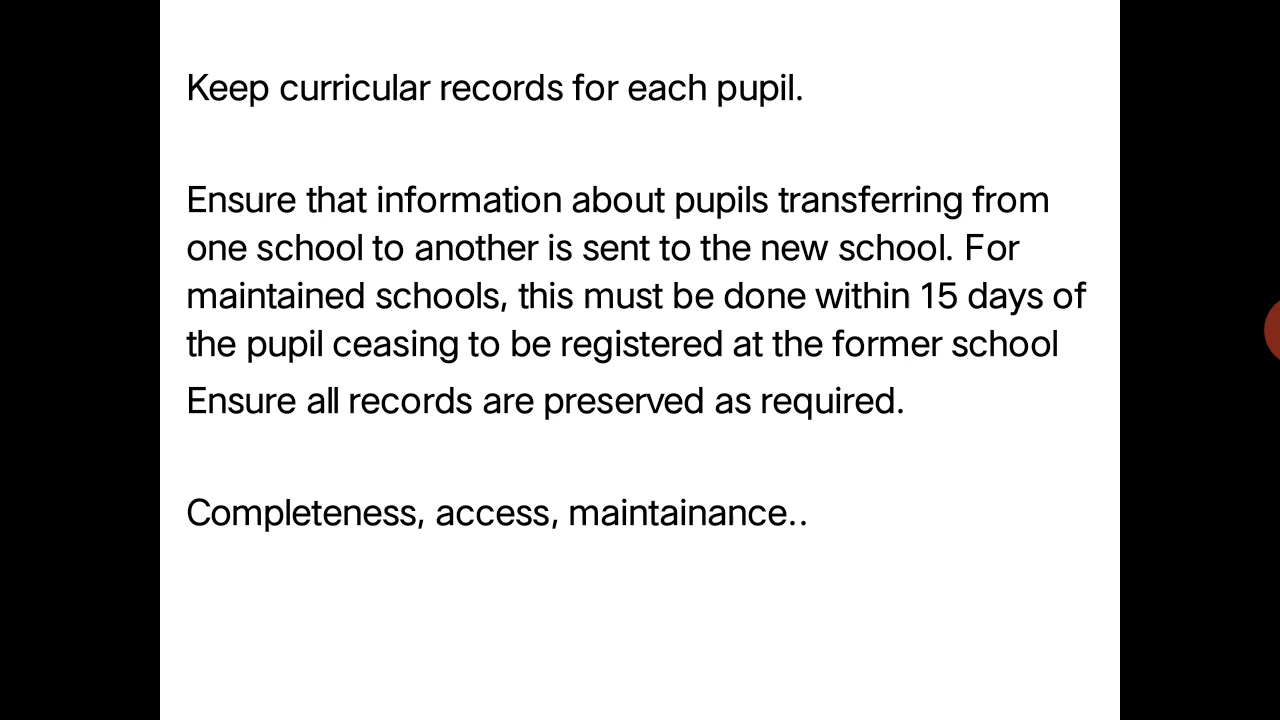 Keep curricular records for each pupil.
Ensure that information about pupils transferring from
one school to another is sent to the new school. For
maintained schools, this must be done within 15 days of
the pupil ceasing to be registered at the former school
Ensure all records are preserved as required.
Completeness, access, maintainance..